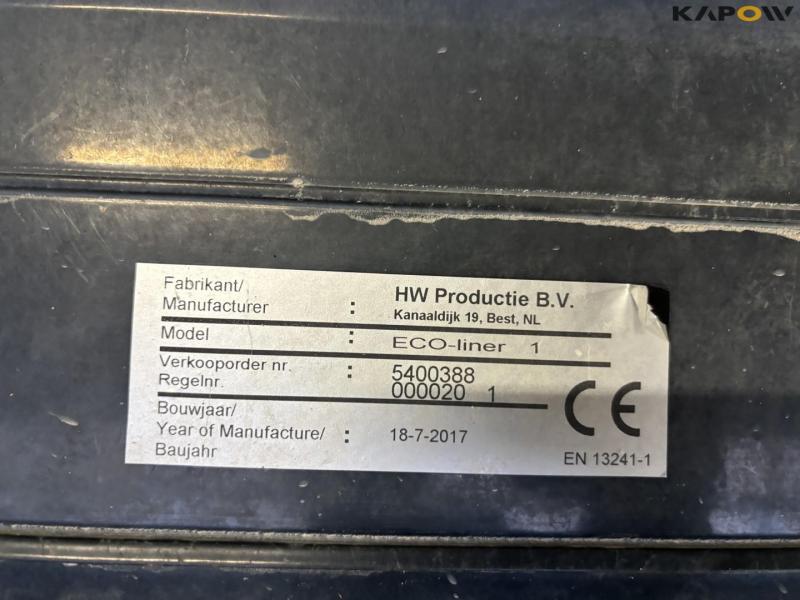 KAPOW
Fabrikant/
Manufacturer : HW Productie B.V.
Kanaaldijk 19, Best, NL
Model : ECO-liner 1
Verkooporder nr. : 5400388
Regelnr. 000020 1
Bouwjaar/
Year of Manufacture/ : 18-7-2017
Baujahr
CE
EN 13241-1